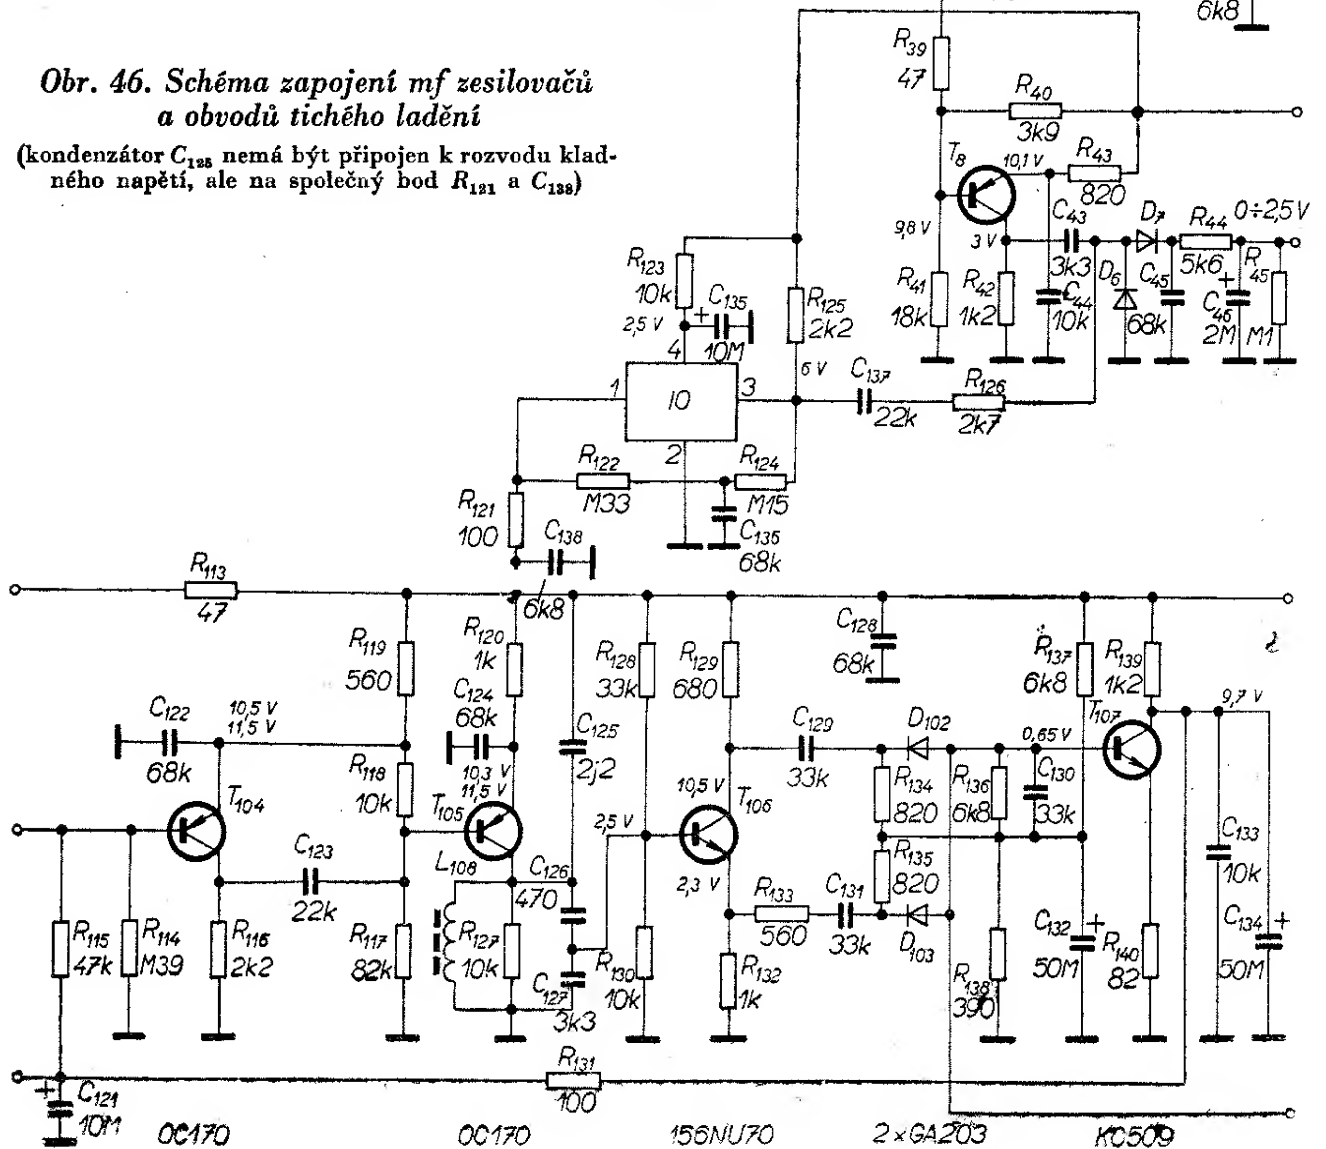 6k8
Obr. 46. Schéma zapojení mf zesilovačů
a obvodů tichého ladění
(kondenzátor C125 nemá být připojen k rozvodu klad-
ného napětí, ale na společný bod R121 a C138)
R39
47
R40
3k9
T8
10,1 V
R43
820
9,8 V
3 V
C43
3k3
D7
R44
5k6
0÷2,5V
R41
18k
R42
1k2
C44
10k
D6
C45
68k
+
C46
2M
R45
M1
R123
10k
2,5 V
+
C135
10M
R125
2k2
6 V
4
1
IO
3
2
C137
22k
R126
2k7
R122
M33
R124
M15
R121
100
C138
6k8
C136
68k
R113
47
R119
560
R120
1k
C124
68k
C125
2j2
R128
33k
R129
680
C128
68k
R137
6k8
R139
1k2
C122
68k
10,5 V
11,5 V
R118
10k
10,3 V
11,5 V
C129
33k
D102
0,65 V
T107
9,7 V
T104
T105
2,5 V
10,5 V
T106
R134
820
R136
6k8
C130
33k
C123
22k
L108
C126
470
2,3 V
R133
560
C131
33k
R135
820
D103
C133
10k
R115
47k
R114
M39
R116
2k2
R117
82k
R127
10k
C127
3k3
R130
10k
R132
1k
R138
390
C132
+
50M
R140
82
C134
+
50M
R131
100
+
C121
10M
OC170
OC170
156NU70
2×GA203
KC509